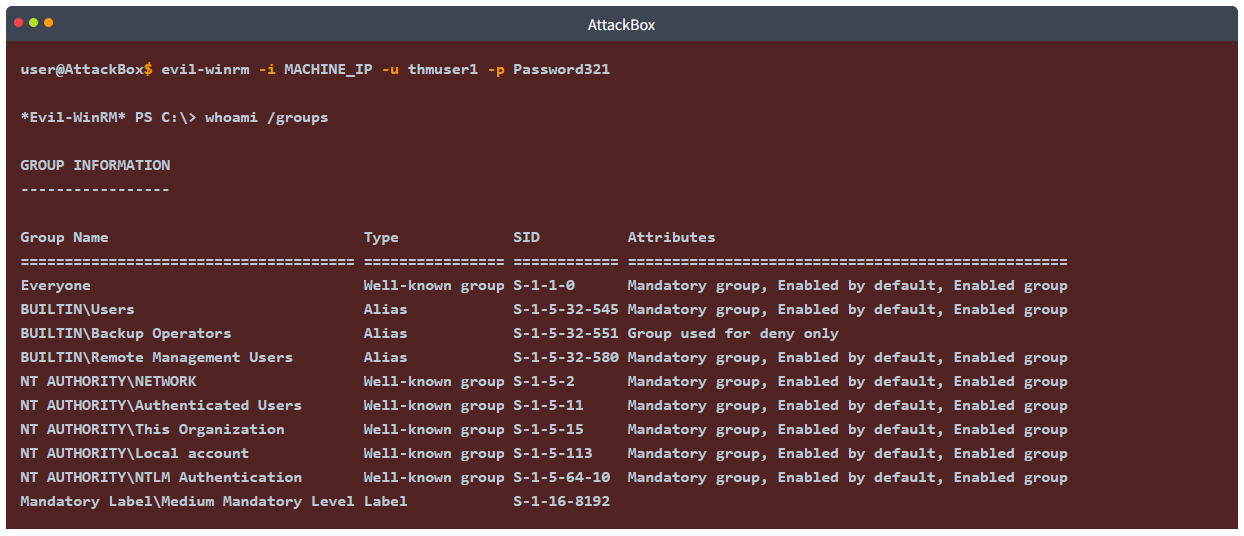 AttackBox
user@AttackBox$ evil-winrm -i MACHINE_IP -u thmuser1 -p Password321
*Evil-WinRM* PS C:\> whoami /groups
GROUP INFORMATION
-----------------
Group Name                             Type             SID          Attributes
====================================== ================ ============ ==================================================
Everyone                               Well-known group S-1-1-0      Mandatory group, Enabled by default, Enabled group
BUILTIN\Users                          Alias            S-1-5-32-545 Mandatory group, Enabled by default, Enabled group
BUILTIN\Backup Operators               Alias            S-1-5-32-551 Group used for deny only
BUILTIN\Remote Management Users        Alias            S-1-5-32-580 Mandatory group, Enabled by default, Enabled group
NT AUTHORITY\NETWORK                   Well-known group S-1-5-2      Mandatory group, Enabled by default, Enabled group
NT AUTHORITY\Authenticated Users       Well-known group S-1-5-11     Mandatory group, Enabled by default, Enabled group
NT AUTHORITY\This Organization         Well-known group S-1-5-15     Mandatory group, Enabled by default, Enabled group
NT AUTHORITY\Local account             Well-known group S-1-5-113    Mandatory group, Enabled by default, Enabled group
NT AUTHORITY\NTLM Authentication       Well-known group S-1-5-64-10  Mandatory group, Enabled by default, Enabled group
Mandatory Label\Medium Mandatory Level Label            S-1-16-8192